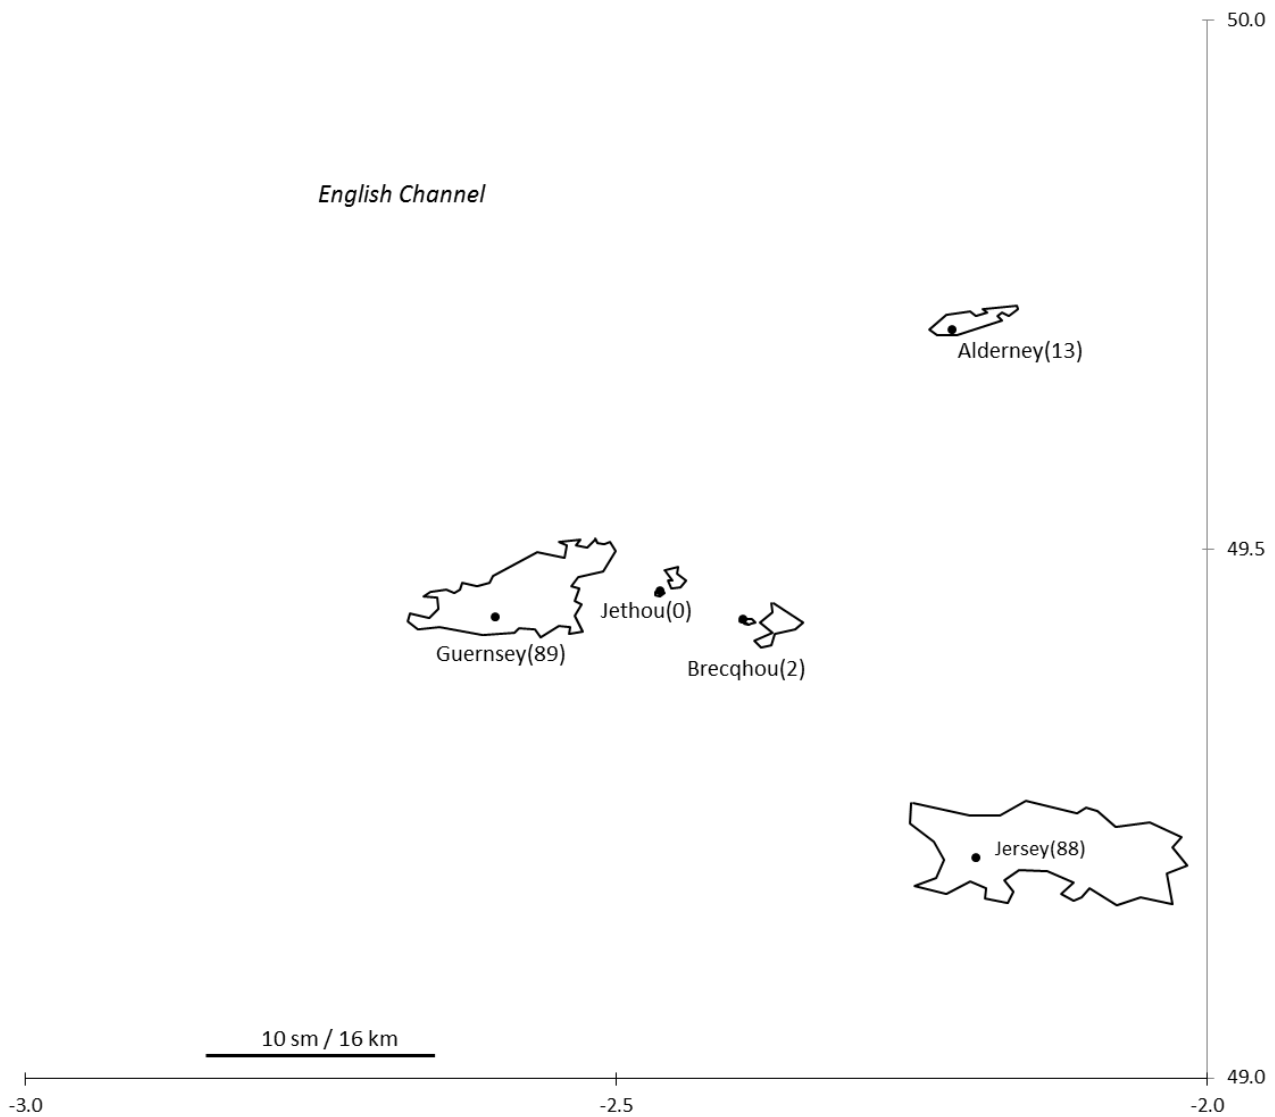 50.0
English Channel
Alderney(13)
49.5
Jethou(0)
Guernsey(89)
Brecqhou(2)
Jersey(88)
10 sm / 16 km
49.0
-3.0
-2.5
-2.0